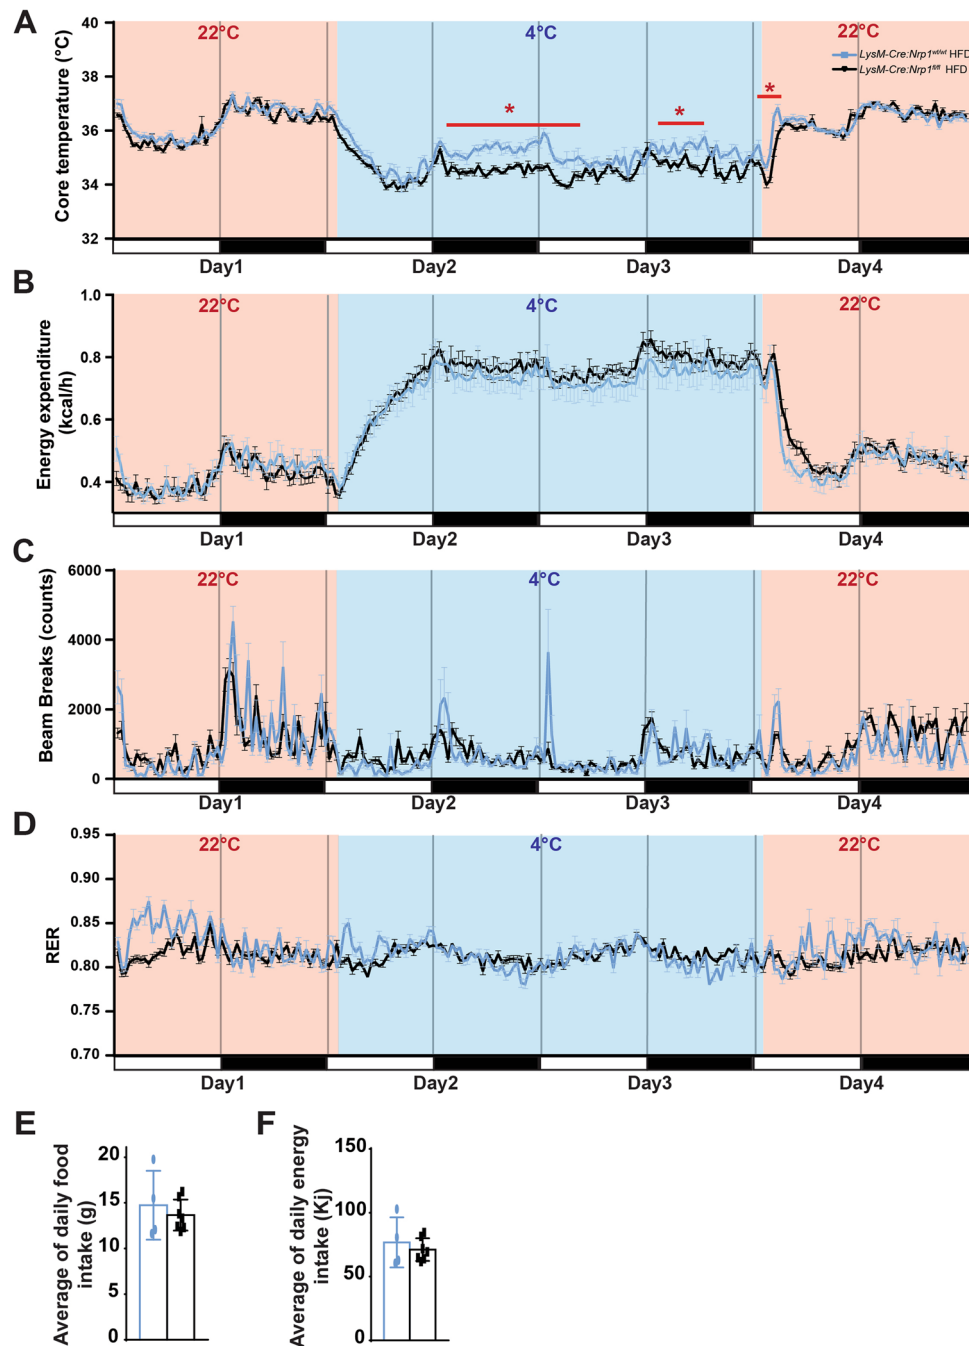 A
Core temperature (°C)
40
38
36
34
32
22°C
4°C
22°C
LysM-Cre:Nrp1wt/wt HFD
LysM-Cre:Nrp1fl/fl HFD
*
*
*
Day1
Day2
Day3
Day4
B
Energy expenditure
(kcal/h)
1.0
0.8
0.6
0.4
22°C
4°C
22°C
Day1
Day2
Day3
Day4
C
Beam Breaks (counts)
6000
4000
2000
0
22°C
4°C
22°C
Day1
Day2
Day3
Day4
D
RER
0.95
0.90
0.85
0.80
0.75
0.70
22°C
4°C
22°C
Day1
Day2
Day3
Day4
E
Average of daily food
intake (g)
20
15
10
5
0
F
Average of daily energy
intake (Kj)
150
100
50
0